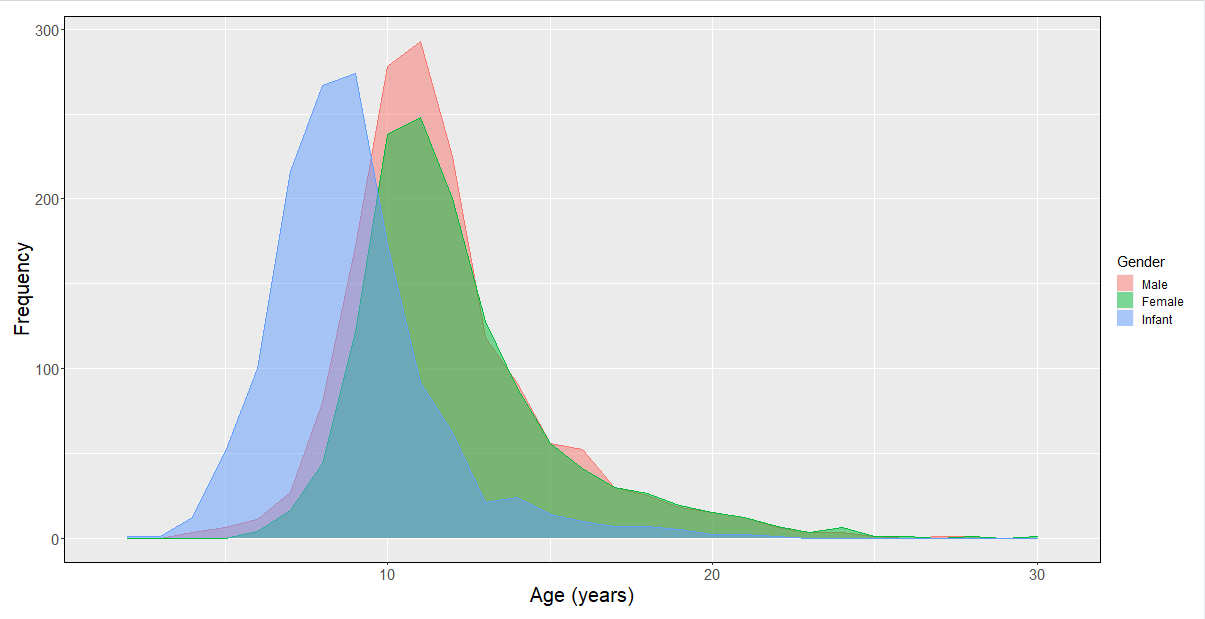 300
200
100
0
Frequency
10
20
30
Age (years)
Gender
Male
Female
Infant